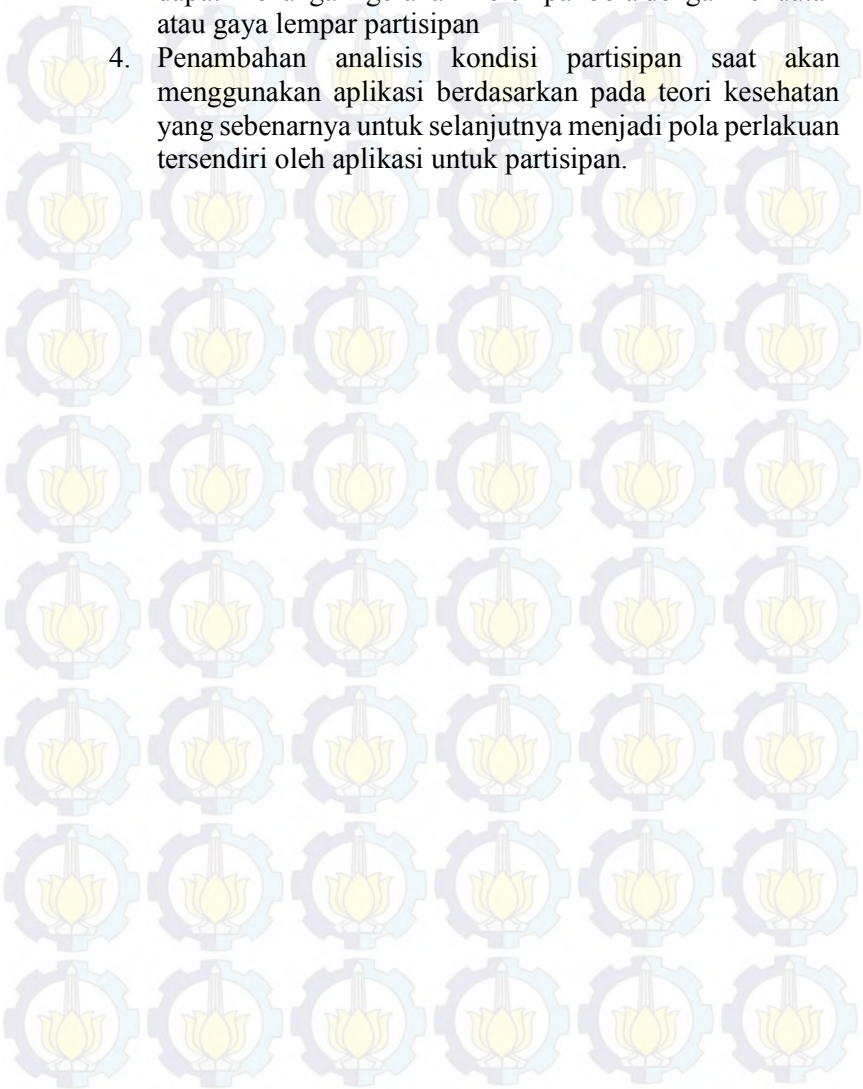 atau gaya lempar partisipan
4. Penambahan analisis kondisi partisipan saat akan
menggunakan aplikasi berdasarkan pada teori kesehatan
yang sebenarnya untuk selanjutnya menjadi pola perlakuan
tersendiri oleh aplikasi untuk partisipan.